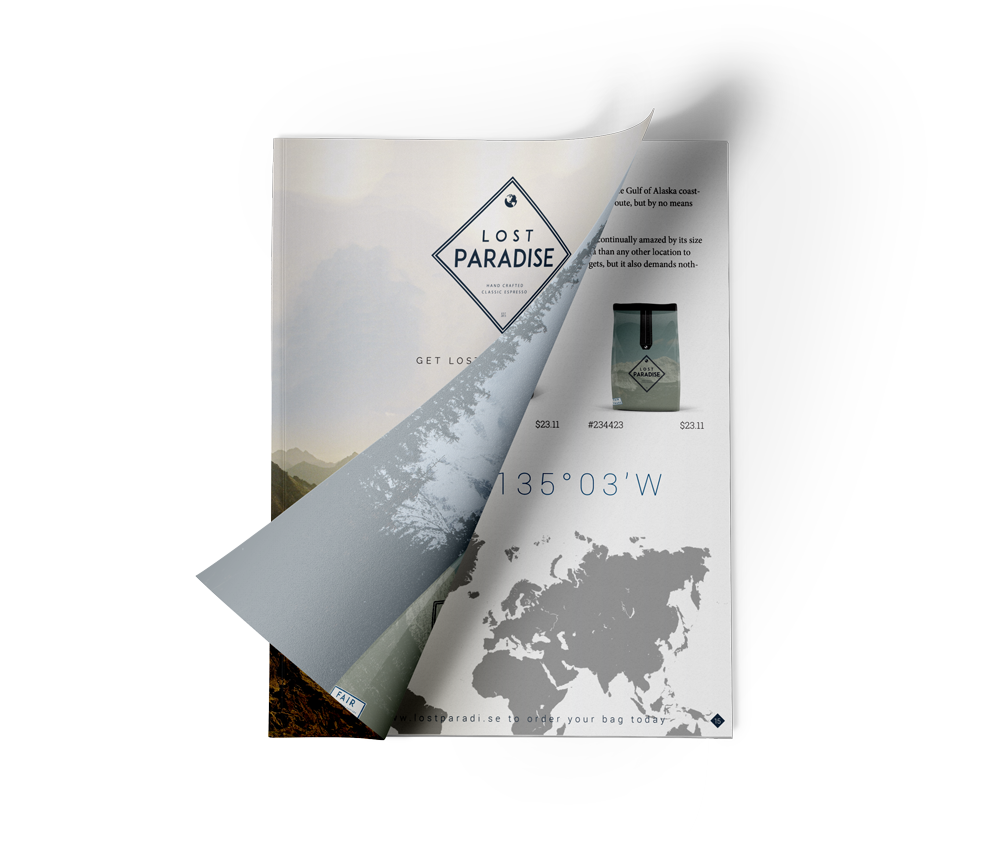 LOST
PARADISE
HAND CRAFTED
CLASSIC ESPRESSO
GET LOST
Gulf of Alaska coast-
oute, but by no means
continually amazed by its size
than any other location to
gets, but it also demands noth-
LOST
PARADISE
$23.11
#234423
$23.11
135°03'W
FAIR
w.lostparadi.se to order your bag today